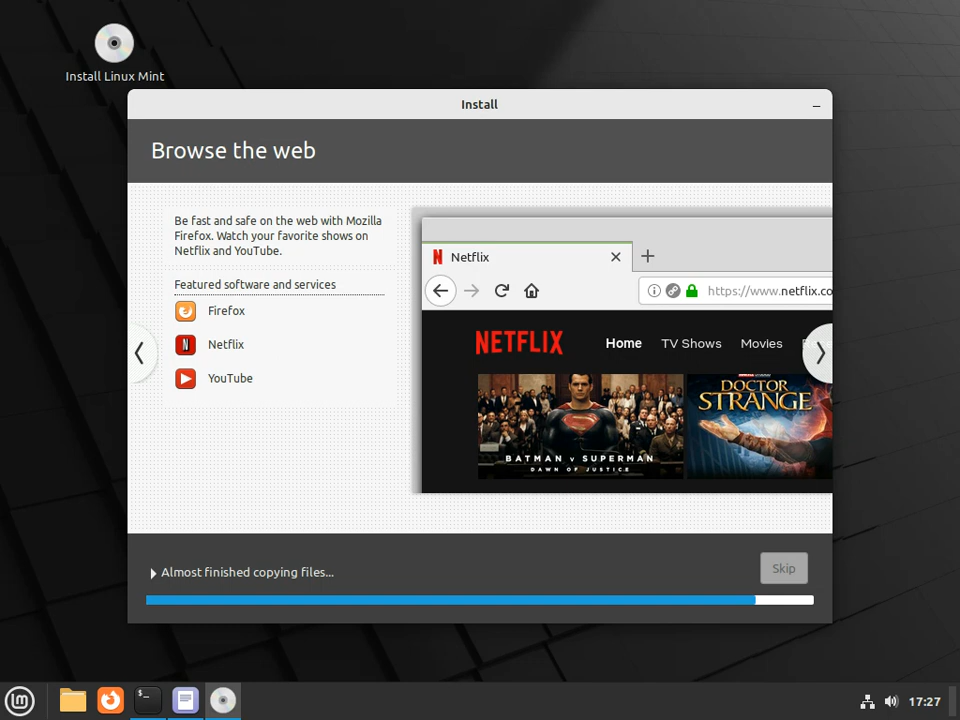 Install Linux Mint
Install
Browse the web
Be fast and safe on the web with Mozilla
Firefox. Watch your favorite shows on
Netflix and YouTube.
Featured software and services
Firefox
Netflix
YouTube
Netflix
https://www.netflix.co
NETFLIX Home TV Shows Movies
BATMAN v SUPERMAN
DAWN OF JUSTICE
DOCTOR
STRANGE
Almost finished copying files...
Skip
$_
17:27